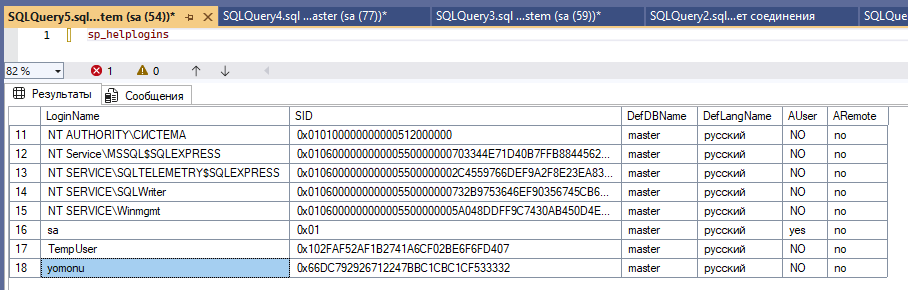 SQLQuery5.sql...tem (sa (54))* SQLQuery4.sql ...aster (sa (77))* SQLQuery3.sql ...stem (sa (59))* SQLQuery2.sql...ет соединения SQLQue
1 sp_helplogins
82 % 1 0
Результаты Сообщения
LoginName SID DefDBName DefLangName AUser ARemote
11 NT AUTHORITY\СИСТЕМА 0x010100000000000512000000 master русский NO no
12 NT Service\MSSQL$SQLEXPRESS 0x010600000000000550000000703344E71D40B7FFB8844562... master русский NO no
13 NT SERVICE\SQLTELEMETRY$SQLEXPRESS 0x0106000000000005500000002C4559766DEF9A2F8E23EA83... master русский NO no
14 NT SERVICE\SQLWriter 0x010600000000000550000000732B9753646EF90356745CB6... master русский NO no
15 NT SERVICE\Winmgmt 0x0106000000000005500000005A048DDFF9C7430AB450D4E... master русский NO no
16 sa 0x01 master русский yes no
17 TempUser 0x102FAF52AF1B2741A6CF02BE6F6FD407 master русский NO no
18 yomonu 0x66DC792926712247BBC1CBC1CF533332 master русский NO no